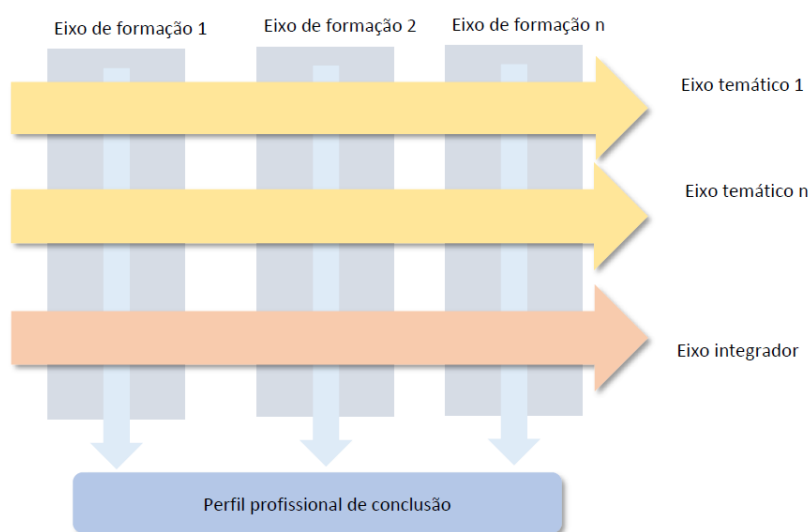 Eixo de formação 1
Eixo de formação 2
Eixo de formação n
Eixo temático 1
Eixo temático n
Eixo integrador
Perfil profissional de conclusão